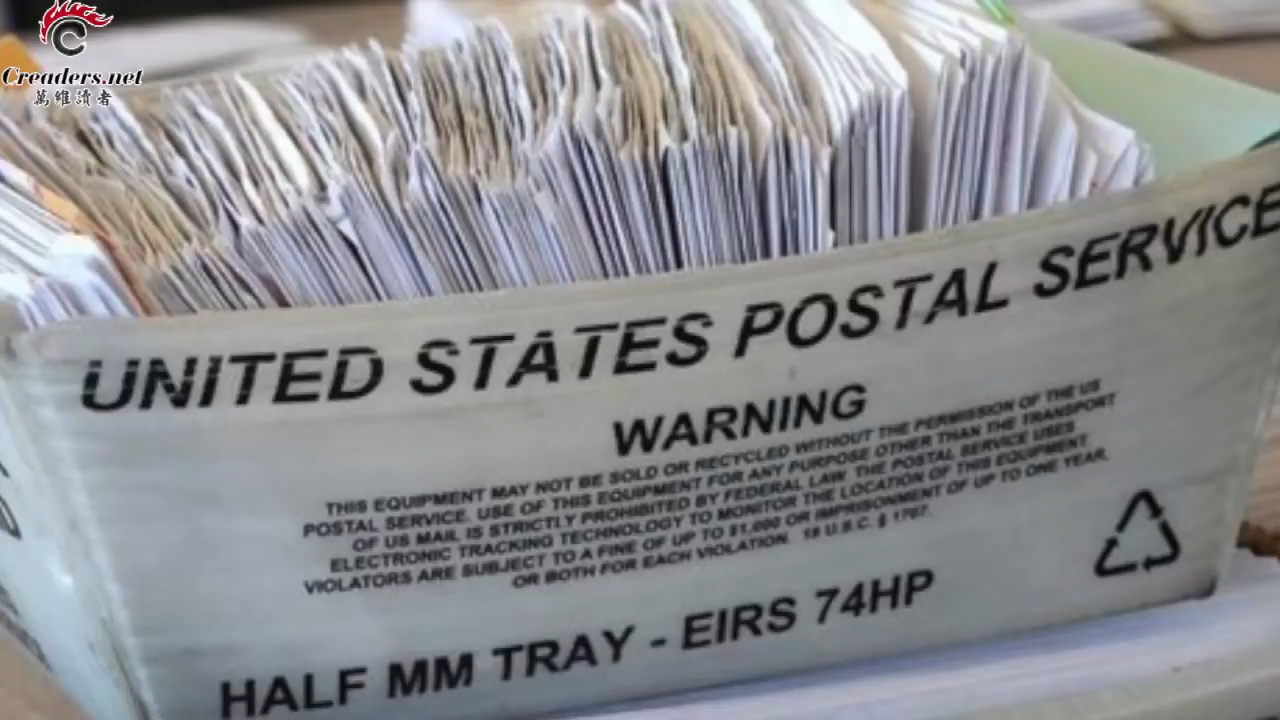 Creaders.net
萬維讀者
UNITED STATES POSTAL SERVICE
WARNING
THIS EQUIPMENT MAY NOT BE SOLD OR RECYCLED WITHOUT THE PERMISSION OF THE US
POSTAL SERVICE. USE OF THIS EQUIPMENT FOR ANY PURPOSE OTHER THAN THE TRANSPORT
OF US MAIL IS STRICTLY PROHIBITED BY FEDERAL LAW. THE POSTAL SERVICE USES
ELECTRONIC TRACKING TECHNOLOGY TO MONITOR THE LOCATION OF THIS EQUIPMENT.
VIOLATORS ARE SUBJECT TO A FINE OF UP TO $1,000 OR IMPRISONMENT OF UP TO ONE YEAR,
OR BOTH FOR EACH VIOLATION. 18 U.S.C. § 1707.
HALF MM TRAY - EIRS 74HP